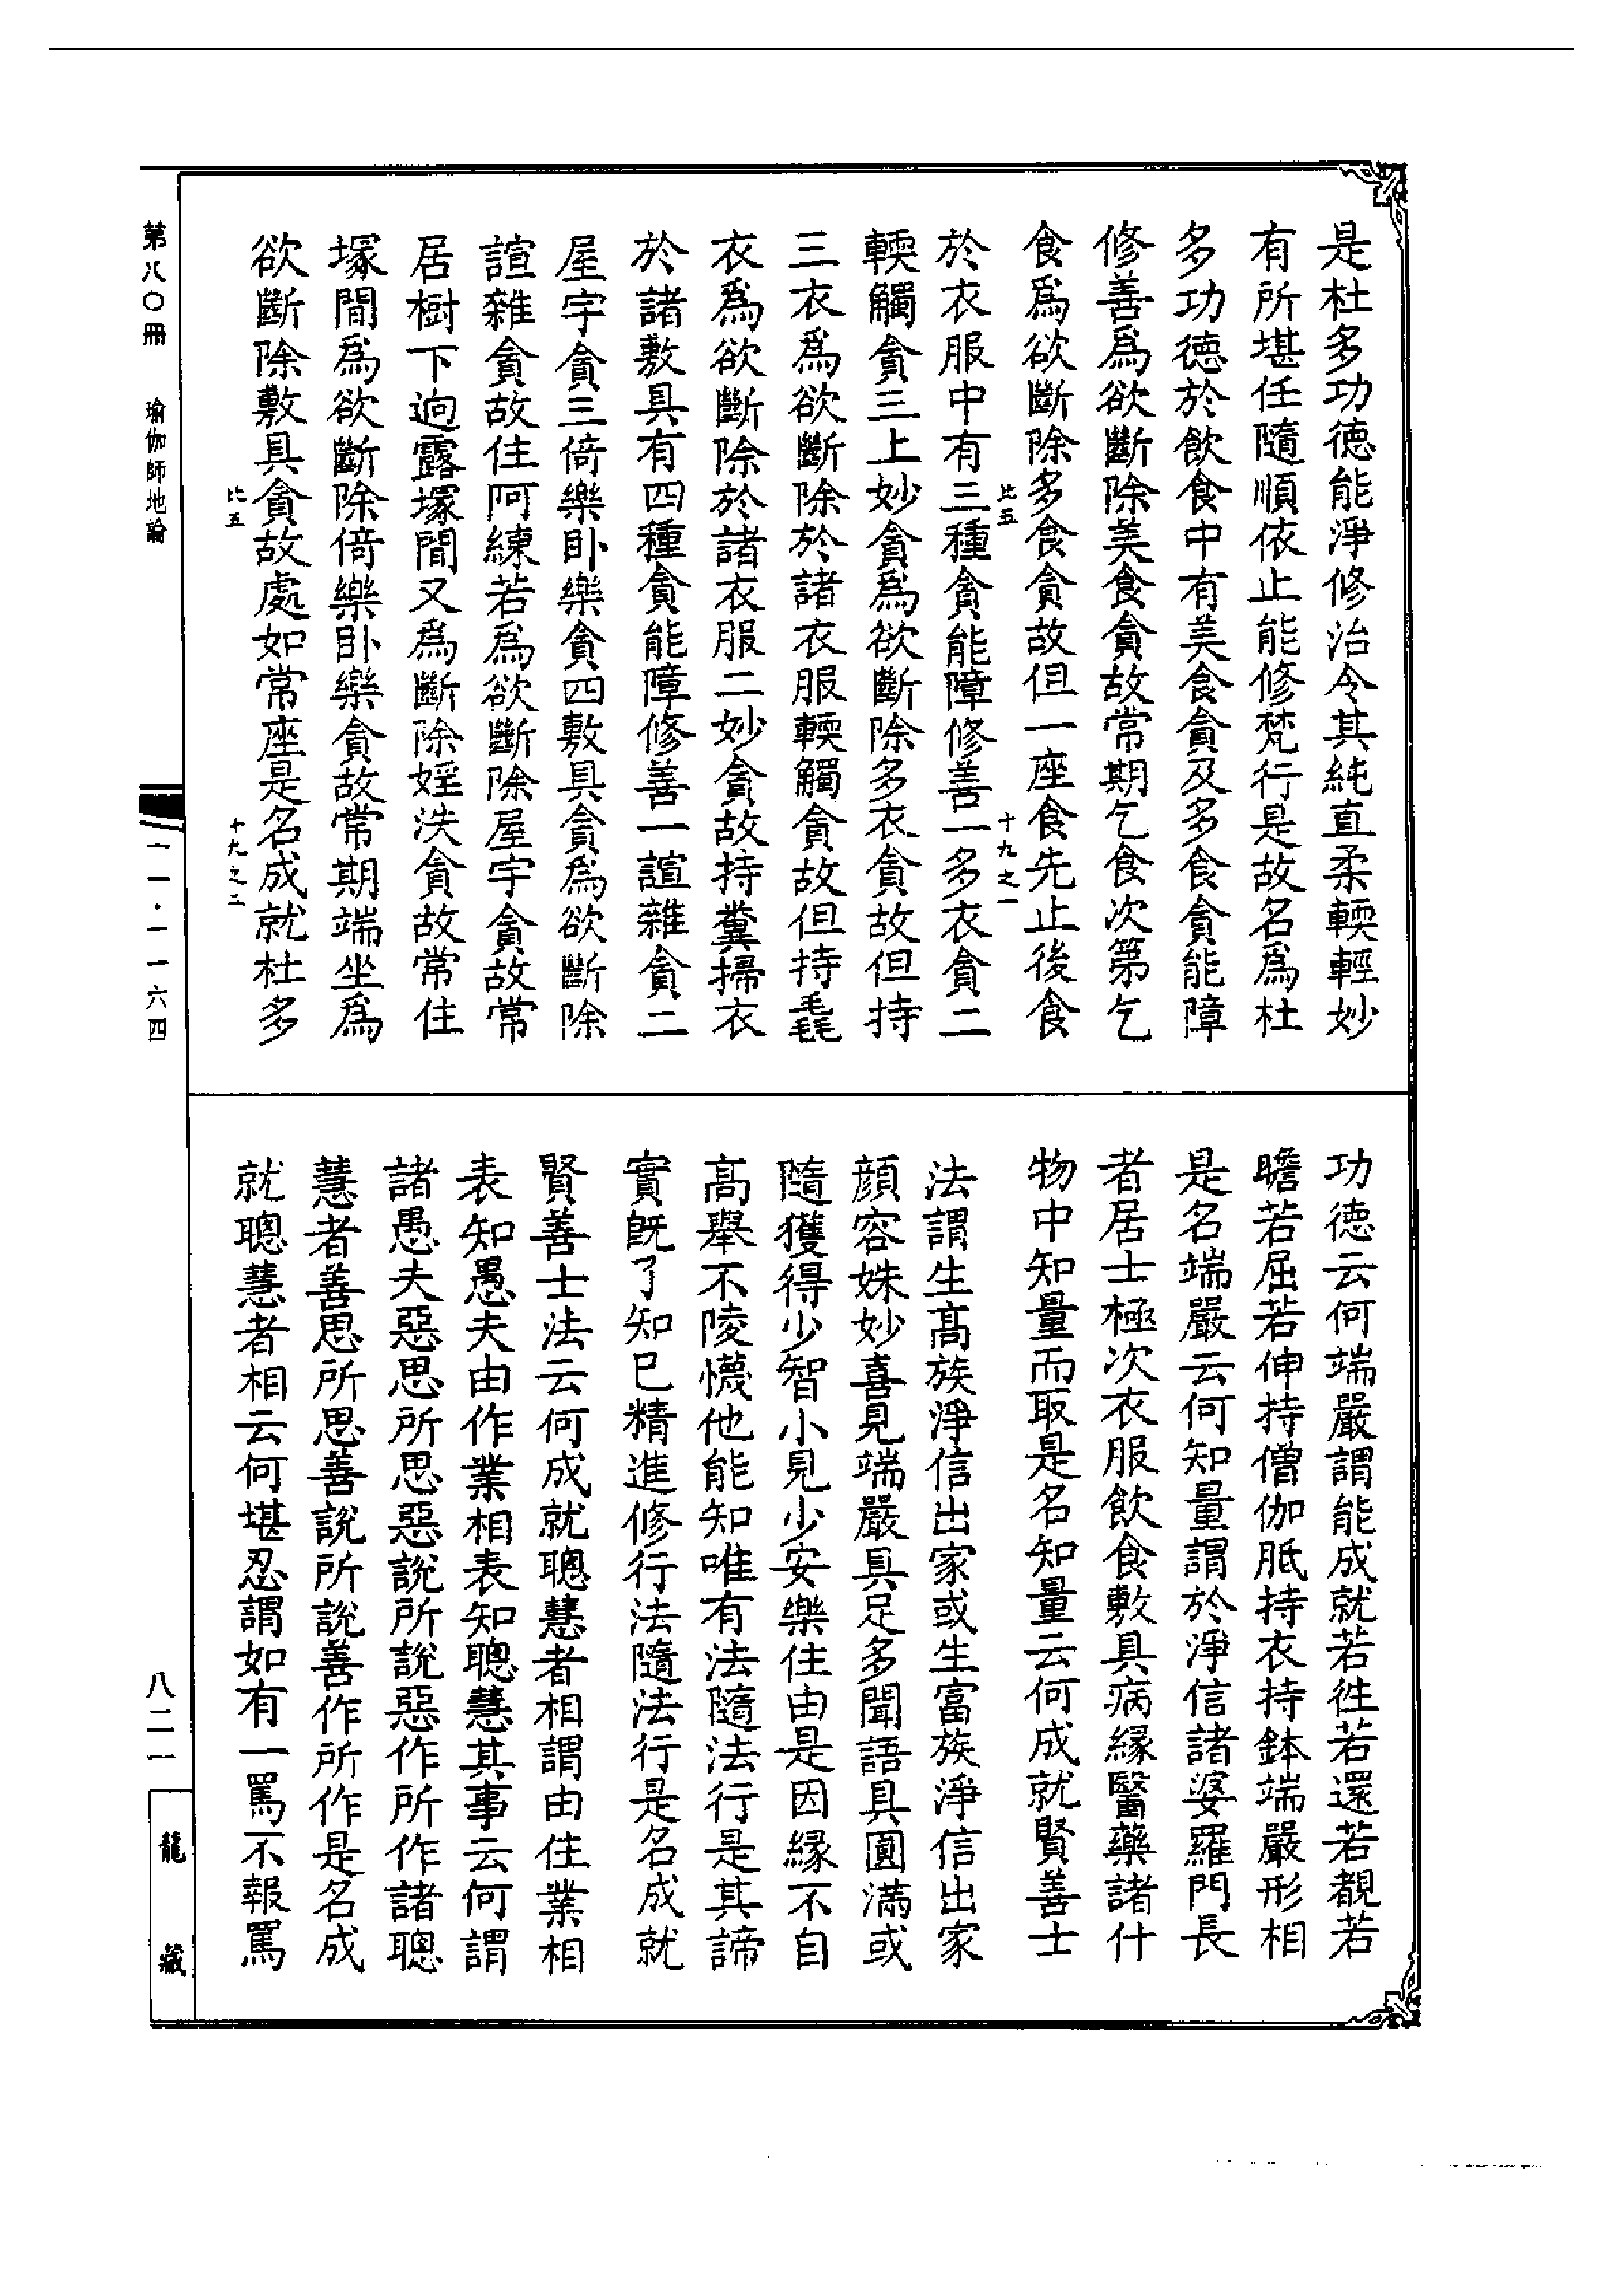 是杜多功德能淨修治令其純直柔輭輕妙
有所堪任隨順依止能修梵行是故名爲杜
多功德於飲食中有美食貪及多食貪能障
修善爲欲斷除美食貪故常期乞食次第乞
食爲欲斷除多食貪故但一座食先止後食
比五　十九之一
於衣服中有三種貪能障修善一多衣貪二
輭觸貪三上妙貪爲欲斷除多衣貪故但持
三衣爲欲斷除於諸衣服輭觸貪故但持毳
衣爲欲斷除於諸衣服二妙貪故持糞掃衣
於諸敷具有四種貪能障修善一諠雜貪二
屋宇貪三倚樂卧樂貪四敷具貪爲欲斷除
諠雜貪故住阿練若爲欲斷除屋宇貪故常
居樹下逈露塚間又爲斷除婬泆貪故常住
塚間爲欲斷除倚樂卧樂貪故常期端坐爲
欲斷除敷具貪故處如常座是名成就杜多
比五　十九之二
功德云何端嚴謂能成就若徃若還若覩若
瞻若屈若伸持僧伽胝持衣持鉢端嚴形相
是名端嚴云何知量謂於淨信諸婆羅門長
者居士極次衣服飲食敷具病緣醫藥諸什
物中知量而取是名知量云何成就賢善士
法謂生髙族淨信出家或生富族淨信出家
顔容姝妙喜見端嚴具足多聞語具圓滿或
隨獲得少智小見少安樂住由是因緣不自
髙舉不陵懱他能知唯有法隨法行是其諦
實旣了知已精進修行法隨法行是名成就
賢善士法云何成就聰慧者相謂由住業相
表知愚夫由作業相表知聰慧其事云何謂
諸愚夫惡思所思惡說所說惡作所作諸聰
慧者善思所思善說所說善作所作是名成
就聰慧者相云何堪忍謂如有一罵不報罵
第八〇冊　瑜伽師地論
一一·一一六四
八二一
龍藏